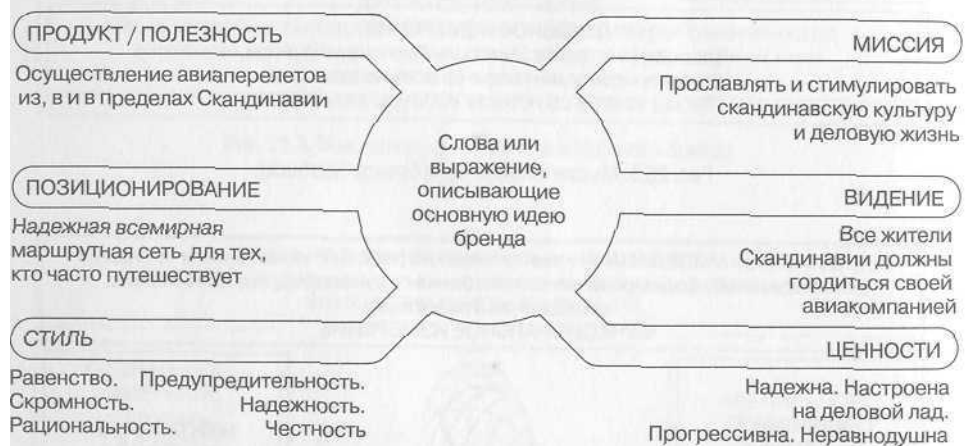 ПРОДУКТ / ПОЛЕЗНОСТЬ
Осуществление авиаперелетов
из, в и в пределах Скандинавии
ПОЗИЦИОНИРОВАНИЕ
Надежная всемирная
маршрутная сеть для тех,
кто часто путешествует
СТИЛЬ
Равенство. Предупредительность.
Скромность. Надежность.
Рациональность. Честность
Слова или
выражение,
описывающие
основную идею
бренда
МИССИЯ
Прославлять и стимулировать
скандинавскую культуру
и деловую жизнь
ВИДЕНИЕ
Все жители
Скандинавии должны
гордиться своей
авиакомпанией
ЦЕННОСТИ
Надежна. Настроена
на деловой лад.
Прогрессивна. Неравнодушна